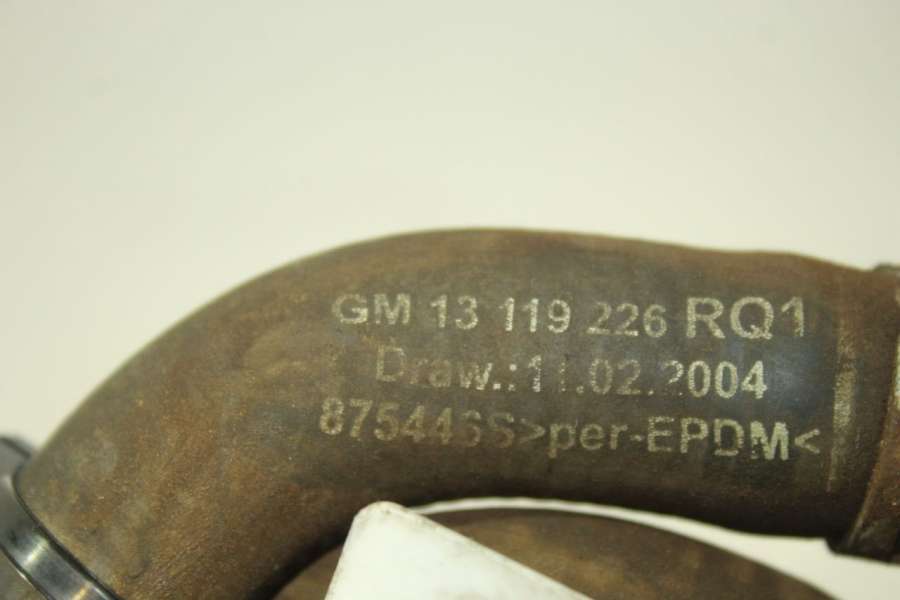 GM 13 119 226 RQ1
Draw.:11.02.2004
875446S>per-EPDM<